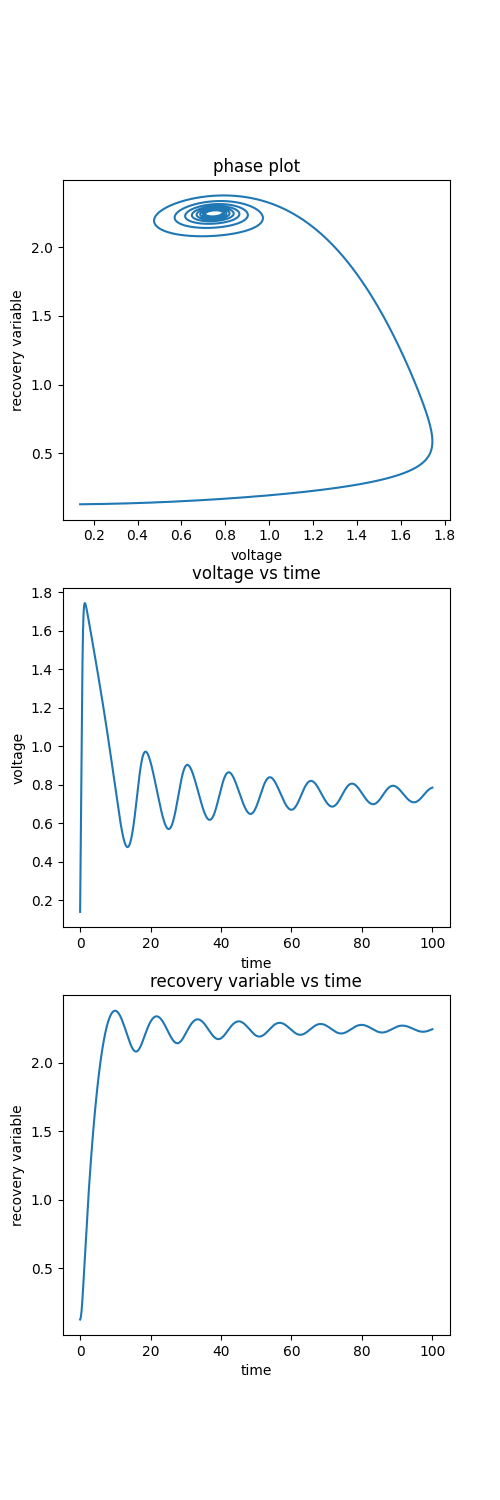 phase plot
2.0
1.5
1.0
0.5
recovery variable
0.2 0.4 0.6 0.8 1.0 1.2 1.4 1.6 1.8
voltage
voltage vs time
1.8
1.6
1.4
1.2
1.0
0.8
0.6
0.4
0.2
voltage
0 20 40 60 80 100
time
recovery variable vs time
2.0
1.5
1.0
0.5
recovery variable
0 20 40 60 80 100
time